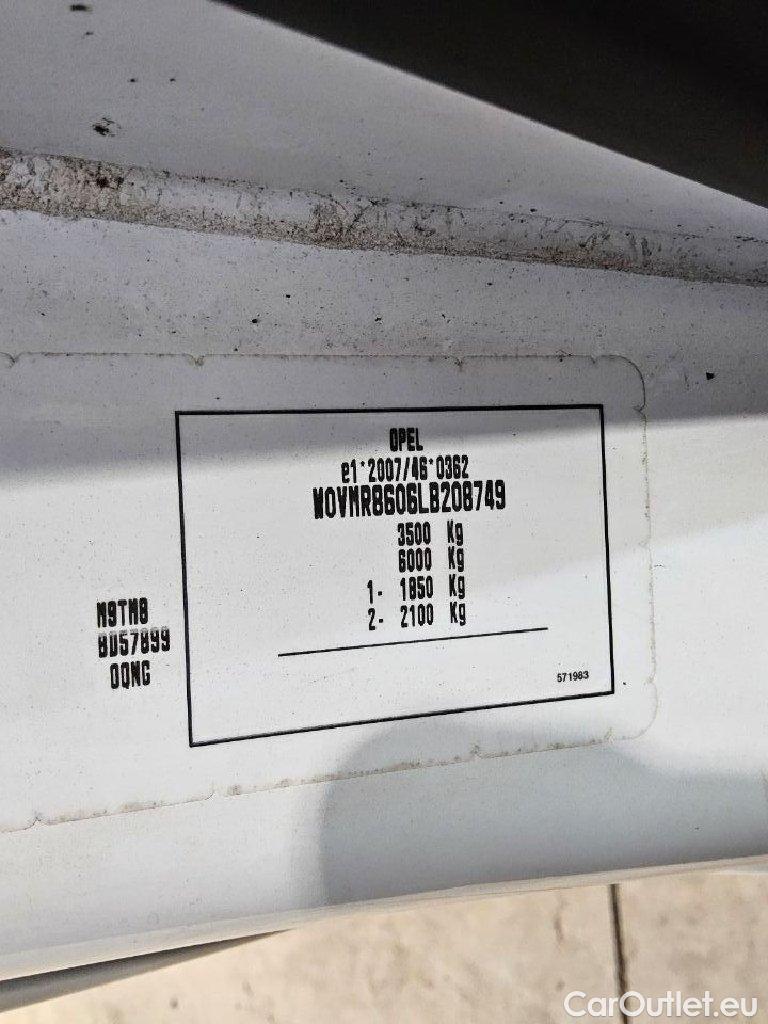 OPEL
e1*2007/46*0362
W0VMR8606LB208749
3500 Kg
6000 Kg
1- 1850 Kg
2- 2100 Kg
571983
M9TM8
BD57899
0QMG
CarOutlet.eu